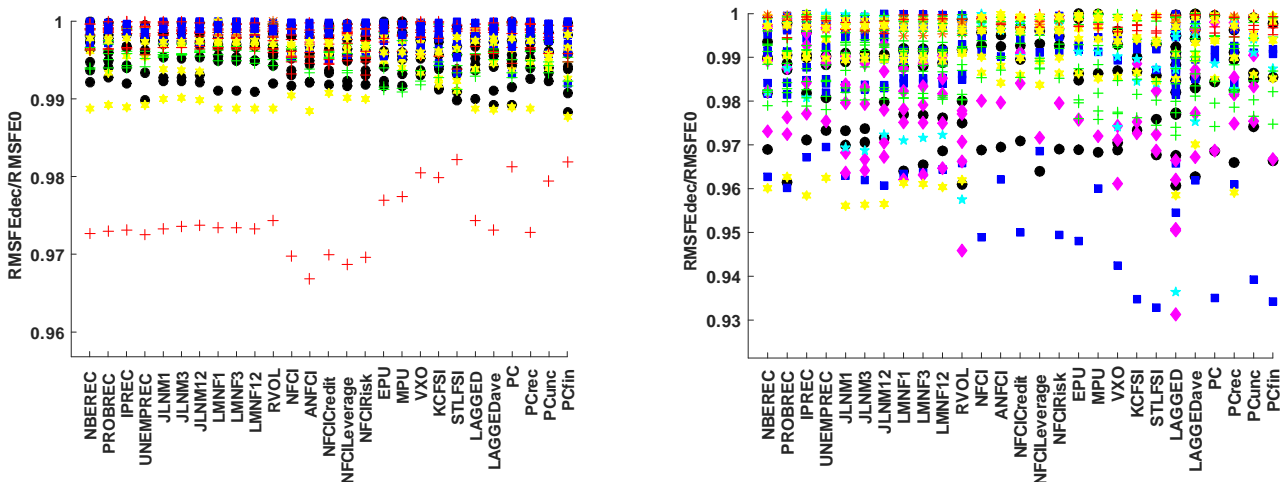 RMSFEdec/RMSFE0
1
0.99
0.98
0.97
0.96
NBEREC
PROBREC
IPREC
UNEMPREC
JLNM1
JLNM3
JLNM12
LMNF1
LMNF3
LMNF12
RVOL
NFCI
ANFCI
NFCICredit
NFCILeverage
NFCIRisk
EPU
MPU
VXO
KCFSI
STLFSI
LAGGED
LAGGEDave
PC
PCrec
PCunc
PCfin
RMSFEdec/RMSFE0
1
0.99
0.98
0.97
0.96
0.95
0.94
0.93
NBEREC
PROBREC
IPREC
UNEMPREC
JLNM1
JLNM3
JLNM12
LMNF1
LMNF3
LMNF12
RVOL
NFCI
ANFCI
NFCICredit
NFCILeverage
NFCIRisk
EPU
MPU
VXO
KCFSI
STLFSI
LAGGED
LAGGEDave
PC
PCrec
PCunc
PCfin